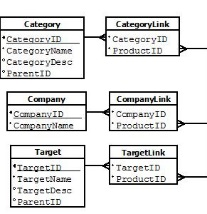 Category
CategoryID
CategoryName
CategoryDesc
ParentID
CategoryLink
CategoryID
ProductID
Company
CompanyID
CompanyName
CompanyLink
CompanyID
ProductID
Target
TargetID
TargetName
TargetDesc
ParentID
TargetLink
TargetID
ProductID